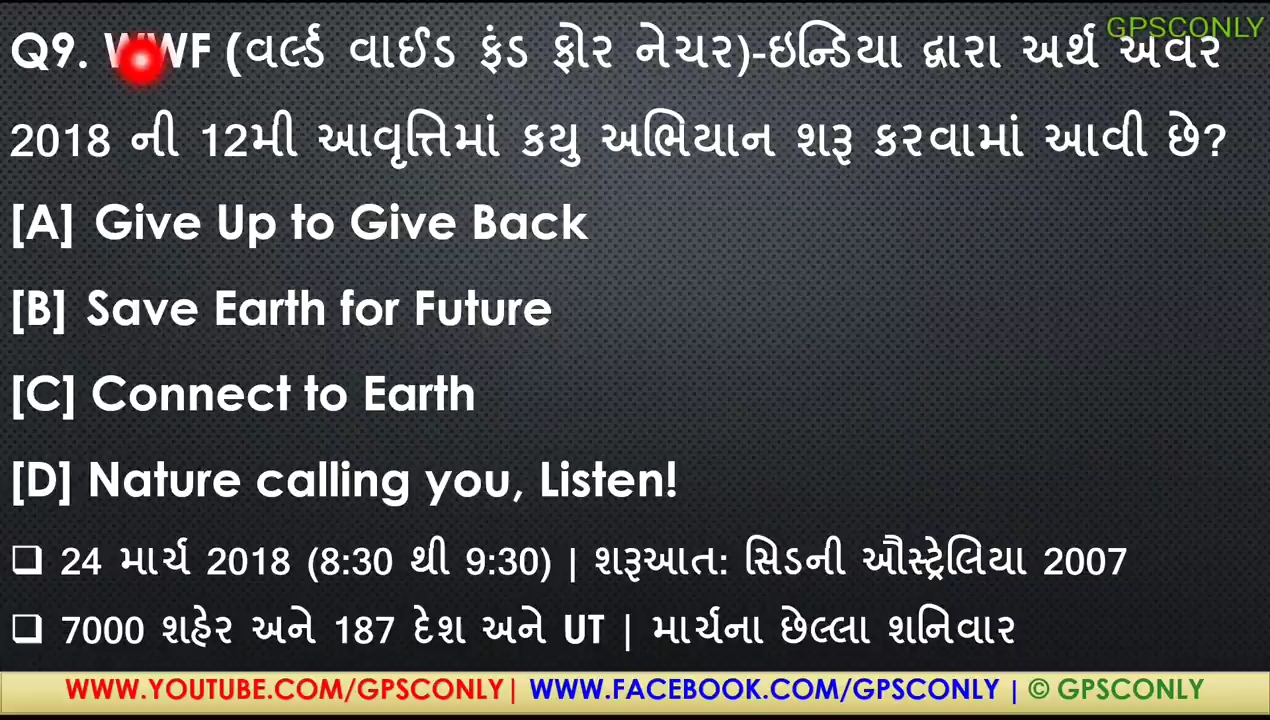 GPSCONLY
Q9. WWF (વર્લ્ડ વાઈડ ફંડ ફોર નેચર)-ઇન્ડિયા દ્વારા અર્થ અવર
2018 ની 12મી આવૃત્તિમાં કયુ અભિયાન શરૂ કરવામાં આવી છે?
[A] Give Up to Give Back
[B] Save Earth for Future
[C] Connect to Earth
[D] Nature calling you, Listen!
❑ 24 માર્ચ 2018 (8:30 થી 9:30) | શરૂઆત: સિડની ઔસ્ટ્રેલિયા 2007
❑ 7000 શહેર અને 187 દેશ અને UT | માર્ચના છેલ્લા શનિવાર
WWW.YOUTUBE.COM/GPSCONLY | WWW.FACEBOOK.COM/GPSCONLY | © GPSCONLY